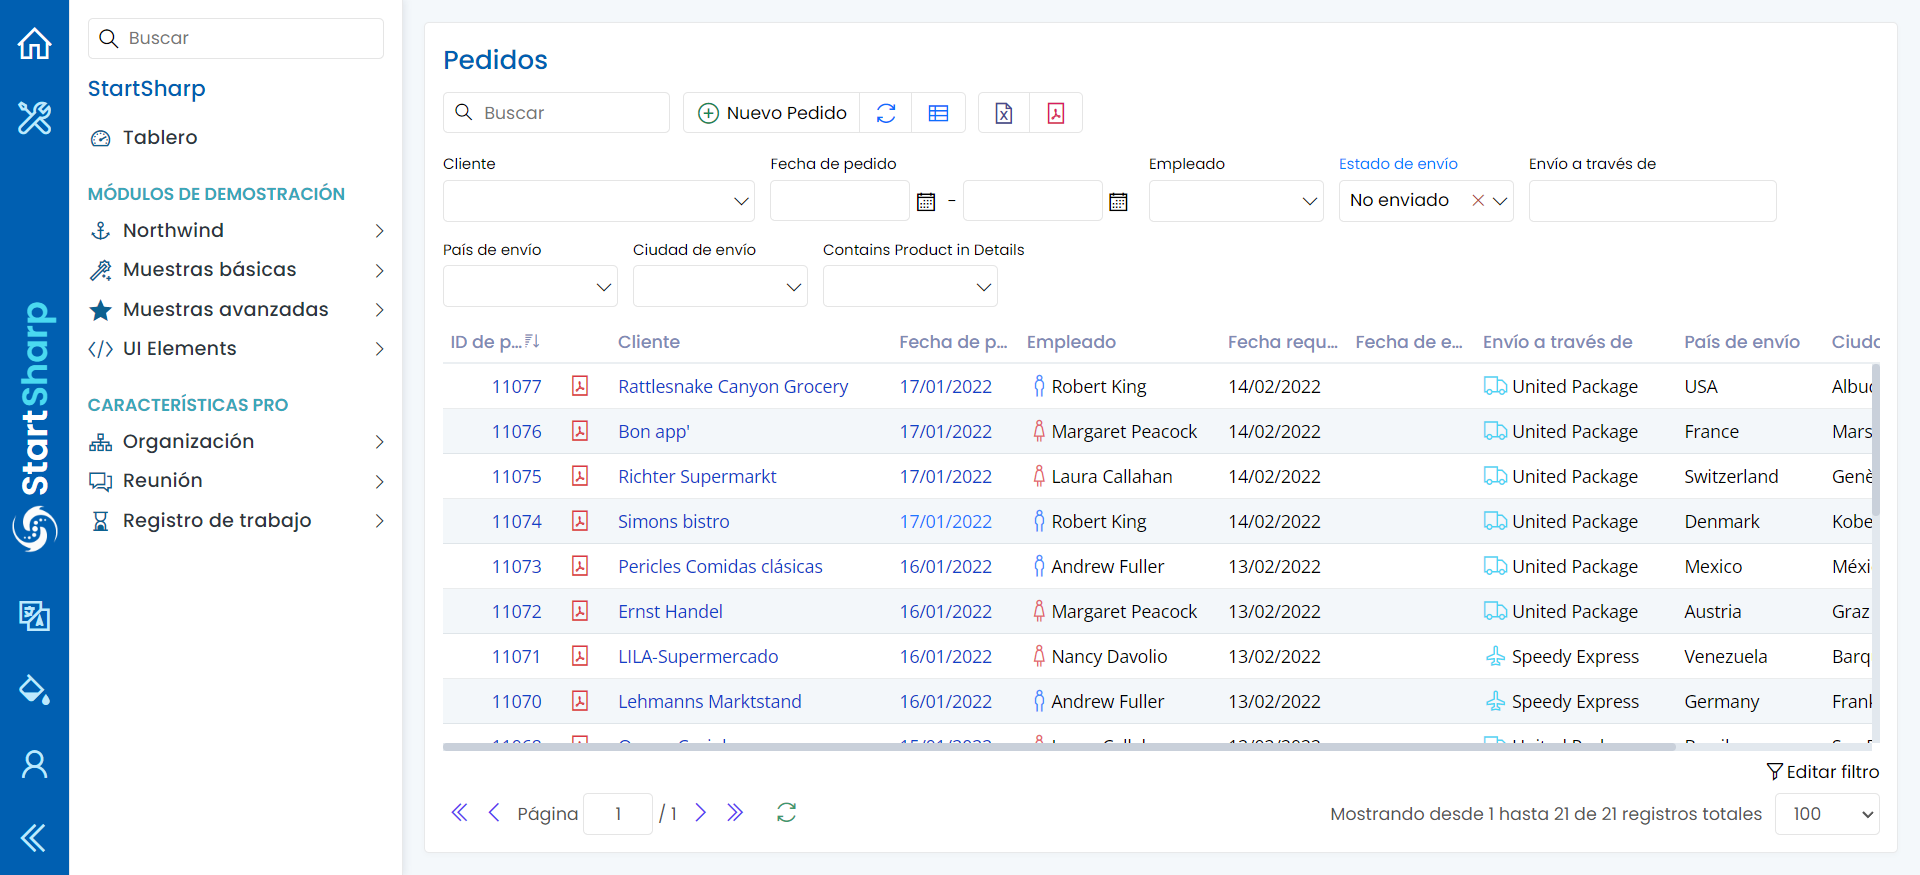 StartSharp
Buscar
StartSharp
Tablero
MÓDULOS DE DEMOSTRACIÓN
Northwind
Muestras básicas
Muestras avanzadas
UI Elements
CARACTERÍSTICAS PRO
Organización
Reunión
Registro de trabajo
Pedidos
Buscar Nuevo Pedido
Cliente Fecha de pedido Empleado Estado de envío Envío a través de
- No enviado
País de envío Ciudad de envío Contains Product in Details
ID de p... Cliente Fecha de p... Empleado Fecha requ... Fecha de e... Envío a través de País de envío Ciudc
11077 Rattlesnake Canyon Grocery 17/01/2022 Robert King 14/02/2022 United Package USA Albuq
11076 Bon app' 17/01/2022 Margaret Peacock 14/02/2022 United Package France Mars
11075 Richter Supermarkt 17/01/2022 Laura Callahan 14/02/2022 United Package Switzerland Genè
11074 Simons bistro 17/01/2022 Robert King 14/02/2022 United Package Denmark Kobe
11073 Pericles Comidas clásicas 16/01/2022 Andrew Fuller 13/02/2022 United Package Mexico Méxi
11072 Ernst Handel 16/01/2022 Margaret Peacock 13/02/2022 United Package Austria Graz
11071 LILA-Supermercado 16/01/2022 Nancy Davolio 13/02/2022 Speedy Express Venezuela Barq
11070 Lehmanns Marktstand 16/01/2022 Andrew Fuller 13/02/2022 Speedy Express Germany Frank
Editar filtro
Página 1 / 1 Mostrando desde 1 hasta 21 de 21 registros totales 100